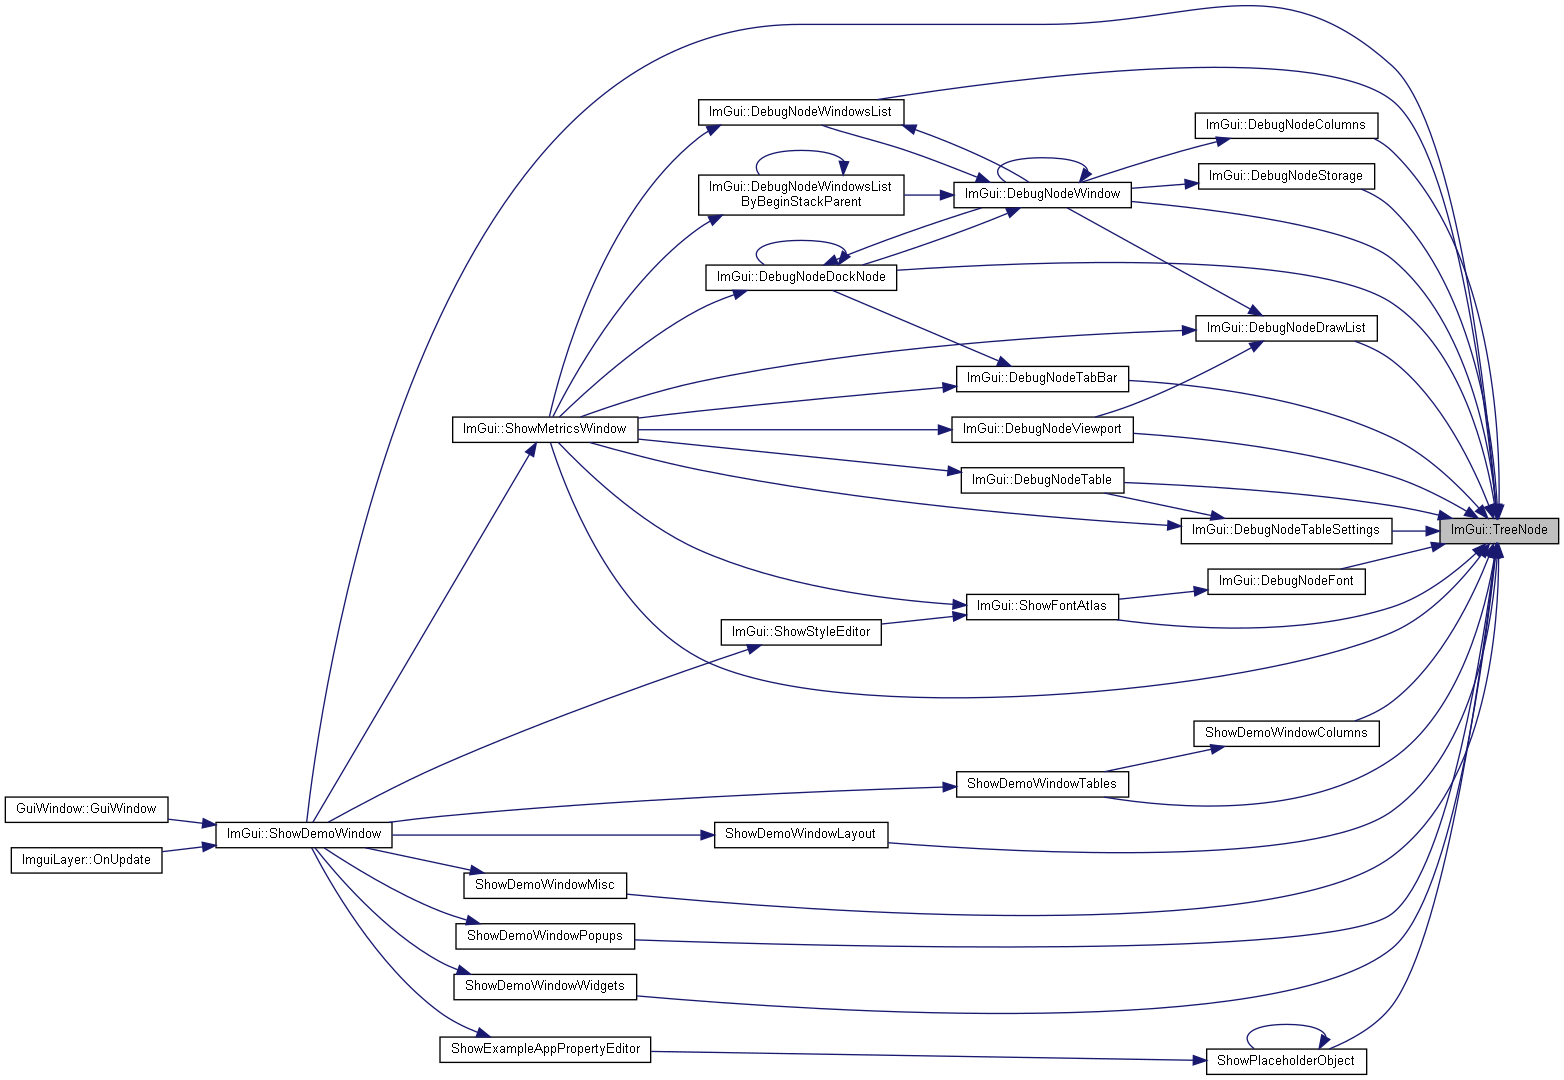 ImGui::DebugNodeWindowsList
ImGui::DebugNodeColumns
ImGui::DebugNodeStorage
ImGui::DebugNodeWindowsList
ByBeginStackParent
ImGui::DebugNodeWindow
ImGui::DebugNodeDockNode
ImGui::DebugNodeDrawList
ImGui::DebugNodeTabBar
ImGui::ShowMetricsWindow
ImGui::DebugNodeViewport
ImGui::DebugNodeTable
ImGui::DebugNodeTableSettings
ImGui::TreeNode
ImGui::DebugNodeFont
ImGui::ShowFontAtlas
ImGui::ShowStyleEditor
ShowDemoWindowColumns
ShowDemoWindowTables
GuiWindow::GuiWindow
ImGui::ShowDemoWindow
ShowDemoWindowLayout
ImguiLayer::OnUpdate
ShowDemoWindowMisc
ShowDemoWindowPopups
ShowDemoWindowWidgets
ShowExampleAppPropertyEditor
ShowPlaceholderObject